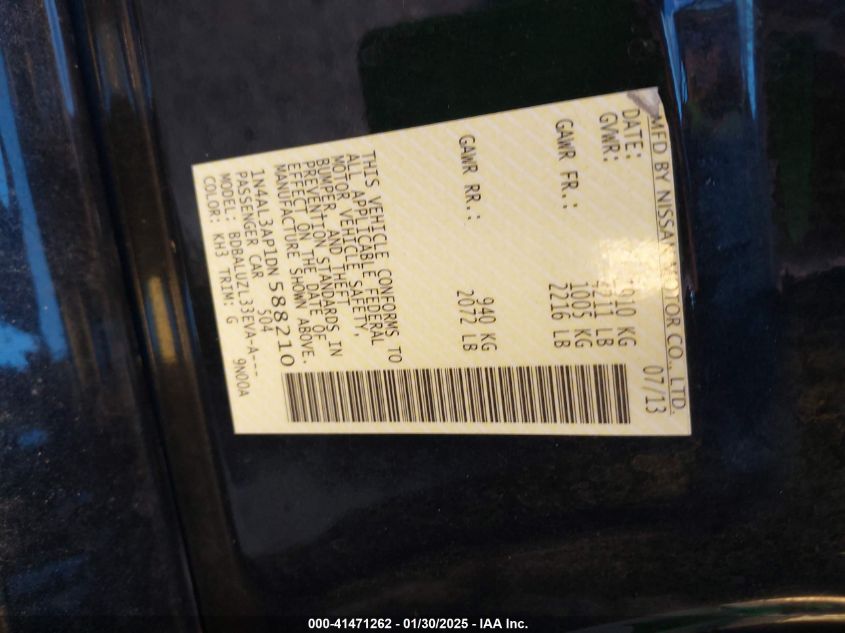 MFD BY NISSAN MOTOR CO., LTD.
DATE: 07/13
GVWR: 910 KG
4211 LB
GAWR FR.: 1005 KG
2216 LB
GAWR RR.: 940 KG
2072 LB
THIS VEHICLE CONFORMS TO
ALL APPLICABLE FEDERAL
MOTOR VEHICLE SAFETY,
BUMPER, AND THEFT
PREVENTION STANDARDS IN
EFFECT ON THE DATE OF
MANUFACTURE SHOWN ABOVE.
1N4AL3AP1DN588210
PASSENGER CAR 504
MODEL: BDBALUZL33EVA-A---
COLOR: KH3 TRIM: G 9N00A
000-41471262 - 01/30/2025 - IAA Inc.